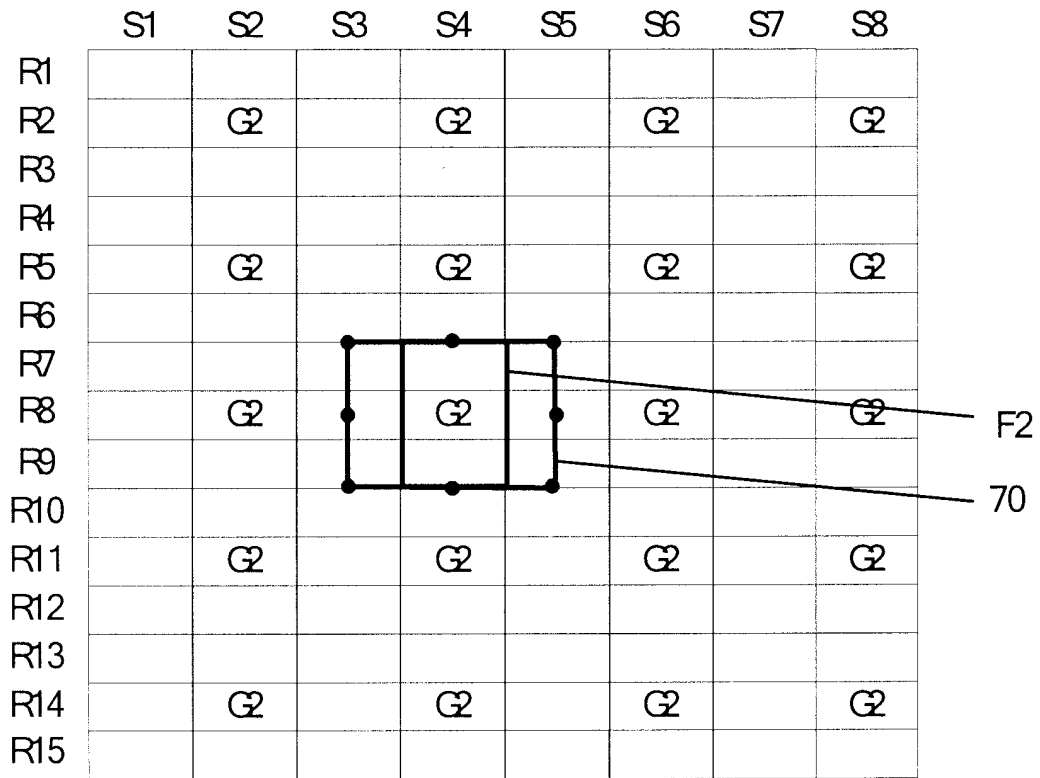 S1 S2 S3 S4 S5 S6 S7 S8
R1
R2 G2 G2 G2 G2
R3
R4
R5 G2 G2 G2 G2
R6
R7
R8 G2 G2 G2 G2
F2
R9
70
R10
R11 G2 G2 G2 G2
R12
R13
R14 G2 G2 G2 G2
R15